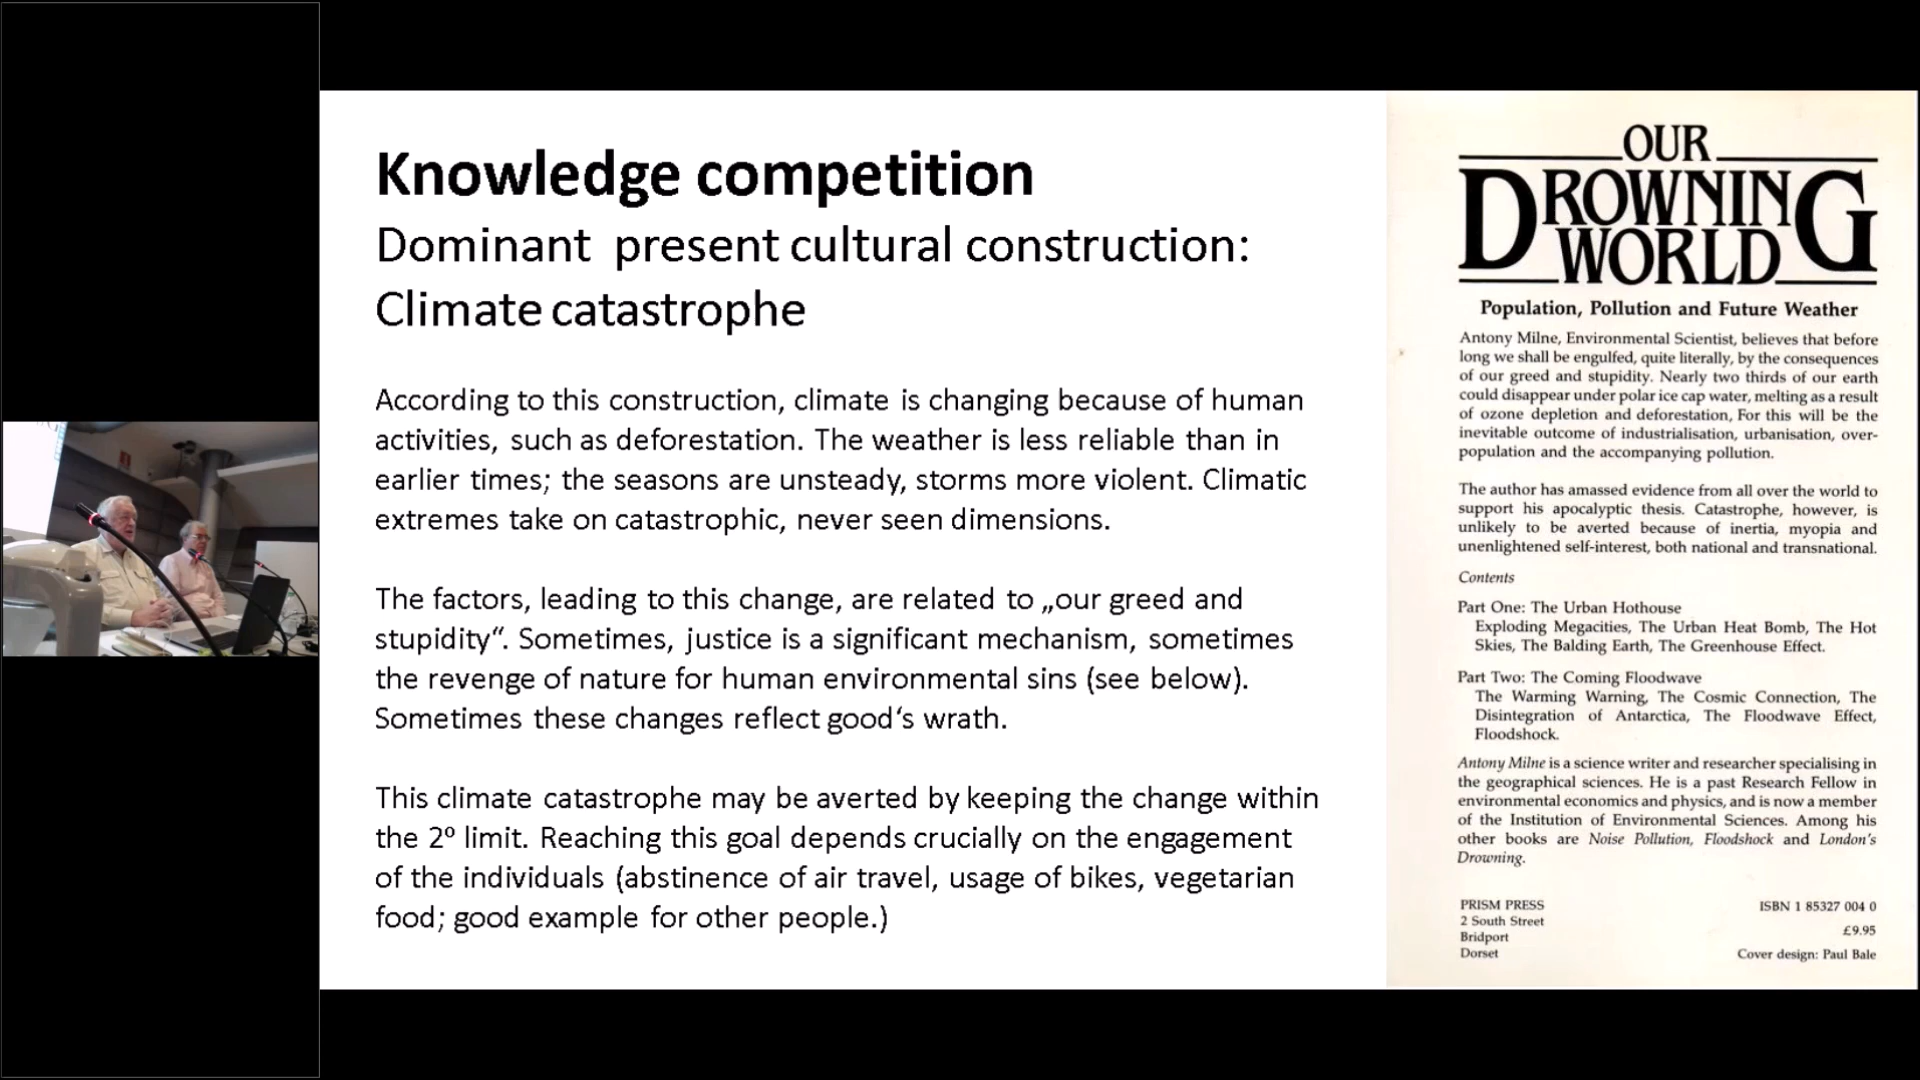 Knowledge competition
Dominant present cultural construction:
Climate catastrophe
According to this construction, climate is changing because of human
activities, such as deforestation. The weather is less reliable than in
earlier times; the seasons are unsteady, storms more violent. Climatic
extremes take on catastrophic, never seen dimensions.
The factors, leading to this change, are related to „our greed and
stupidity“. Sometimes, justice is a significant mechanism, sometimes
the revenge of nature for human environmental sins (see below).
Sometimes these changes reflect good‘s wrath.
This climate catastrophe may be averted by keeping the change within
the 2º limit. Reaching this goal depends crucially on the engagement
of the individuals (abstinence of air travel, usage of bikes, vegetarian
food; good example for other people.)
OUR
DROWNING
WORLD
Population, Pollution and Future Weather
Antony Milne, Environmental Scientist, believes that before
long we shall be engulfed, quite literally, by the consequences
of our greed and stupidity. Nearly two thirds of our earth
could disappear under polar ice cap water, melting as a result
of ozone depletion and deforestation, For this will be the
inevitable outcome of industrialisation, urbanisation, over-
population and the accompanying pollution.
The author has amassed evidence from all over the world to
support his apocalyptic thesis. Catastrophe, however, is
unlikely to be averted because of inertia, myopia and
unenlightened self-interest, both national and transnational.
Contents
Part One: The Urban Hothouse
Exploding Megacities, The Urban Heat Bomb, The Hot
Skies, The Balding Earth, The Greenhouse Effect.
Part Two: The Coming Floodwave
The Warming Warning, The Cosmic Connection, The
Disintegration of Antarctica, The Floodwave Effect,
Floodshock.
Antony Milne is a science writer and researcher specialising in
the geographical sciences. He is a past Research Fellow in
environmental economics and physics, and is now a member
of the Institution of Environmental Sciences. Among his
other books are Noise Pollution, Floodshock and London's
Drowning.
PRISM PRESS
2 South Street
Bridport
Dorset
ISBN 1 85327 004 0
£9.95
Cover design: Paul Bale